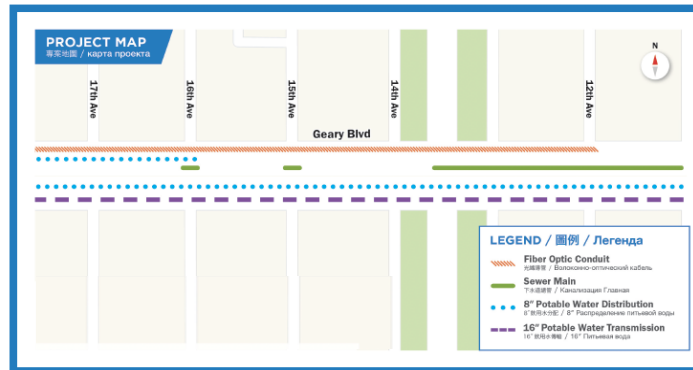 PROJECT MAP
專案地圖 / карта проекта
N
17th Ave
16th Ave
15th Ave
14th Ave
12th Ave
Geary Blvd
LEGEND / 圖例 / Легенда
Fiber Optic Conduit
光纖導管 / Волоконно-оптический кабель
Sewer Main
下水道總管 / Канализация Главная
8" Potable Water Distribution
8" 飲用水分配 / 8" Распределение питьевой воды
16" Potable Water Transmission
16" 飲用水傳輸 / 16" Питьевая вода